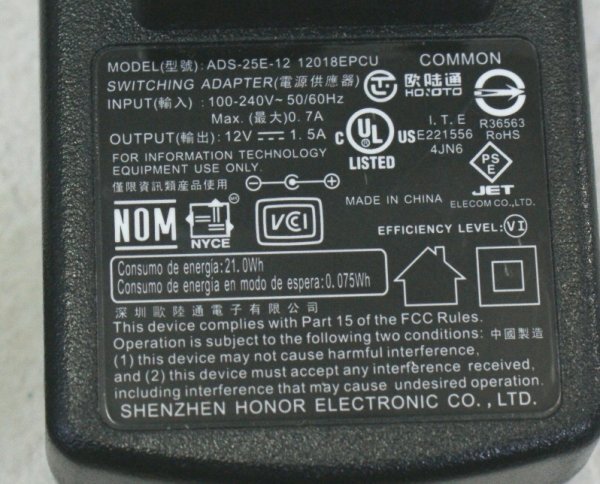 MODEL(型號): ADS-25E-12 12018EPCU COMMON
SWITCHING ADAPTER(電源供應器) 欧陆通
HONOTO
INPUT(輸入) : 100-240V~ 50/60Hz
Max. (最大)0.7A
OUTPUT(輸出): 12V⎓1.5A
C UL US
LISTED
I.T.E
E221556
4JN6
R36563
RoHS
FOR INFORMATION TECHNOLOGY
EQUIPMENT USE ONLY.
僅限資訊類産品使用
PSE
JET
MADE IN CHINA ELECOM CO.,LTD.
NOM NYCE VCI
EFFICIENCY LEVEL:VI
Consumo de energía:21.0Wh
Consumo de energía en modo de espera:0.075Wh
深圳歐陸通電子有限公司
This device complies with Part 15 of the FCC Rules.
Operation is subject to the following two conditions: 中國製造
(1) this device may not cause harmful interference,
and (2) this device must accept any interference received,
including interference that may cause undesired operation.
SHENZHEN HONOR ELECTRONIC CO., LTD.